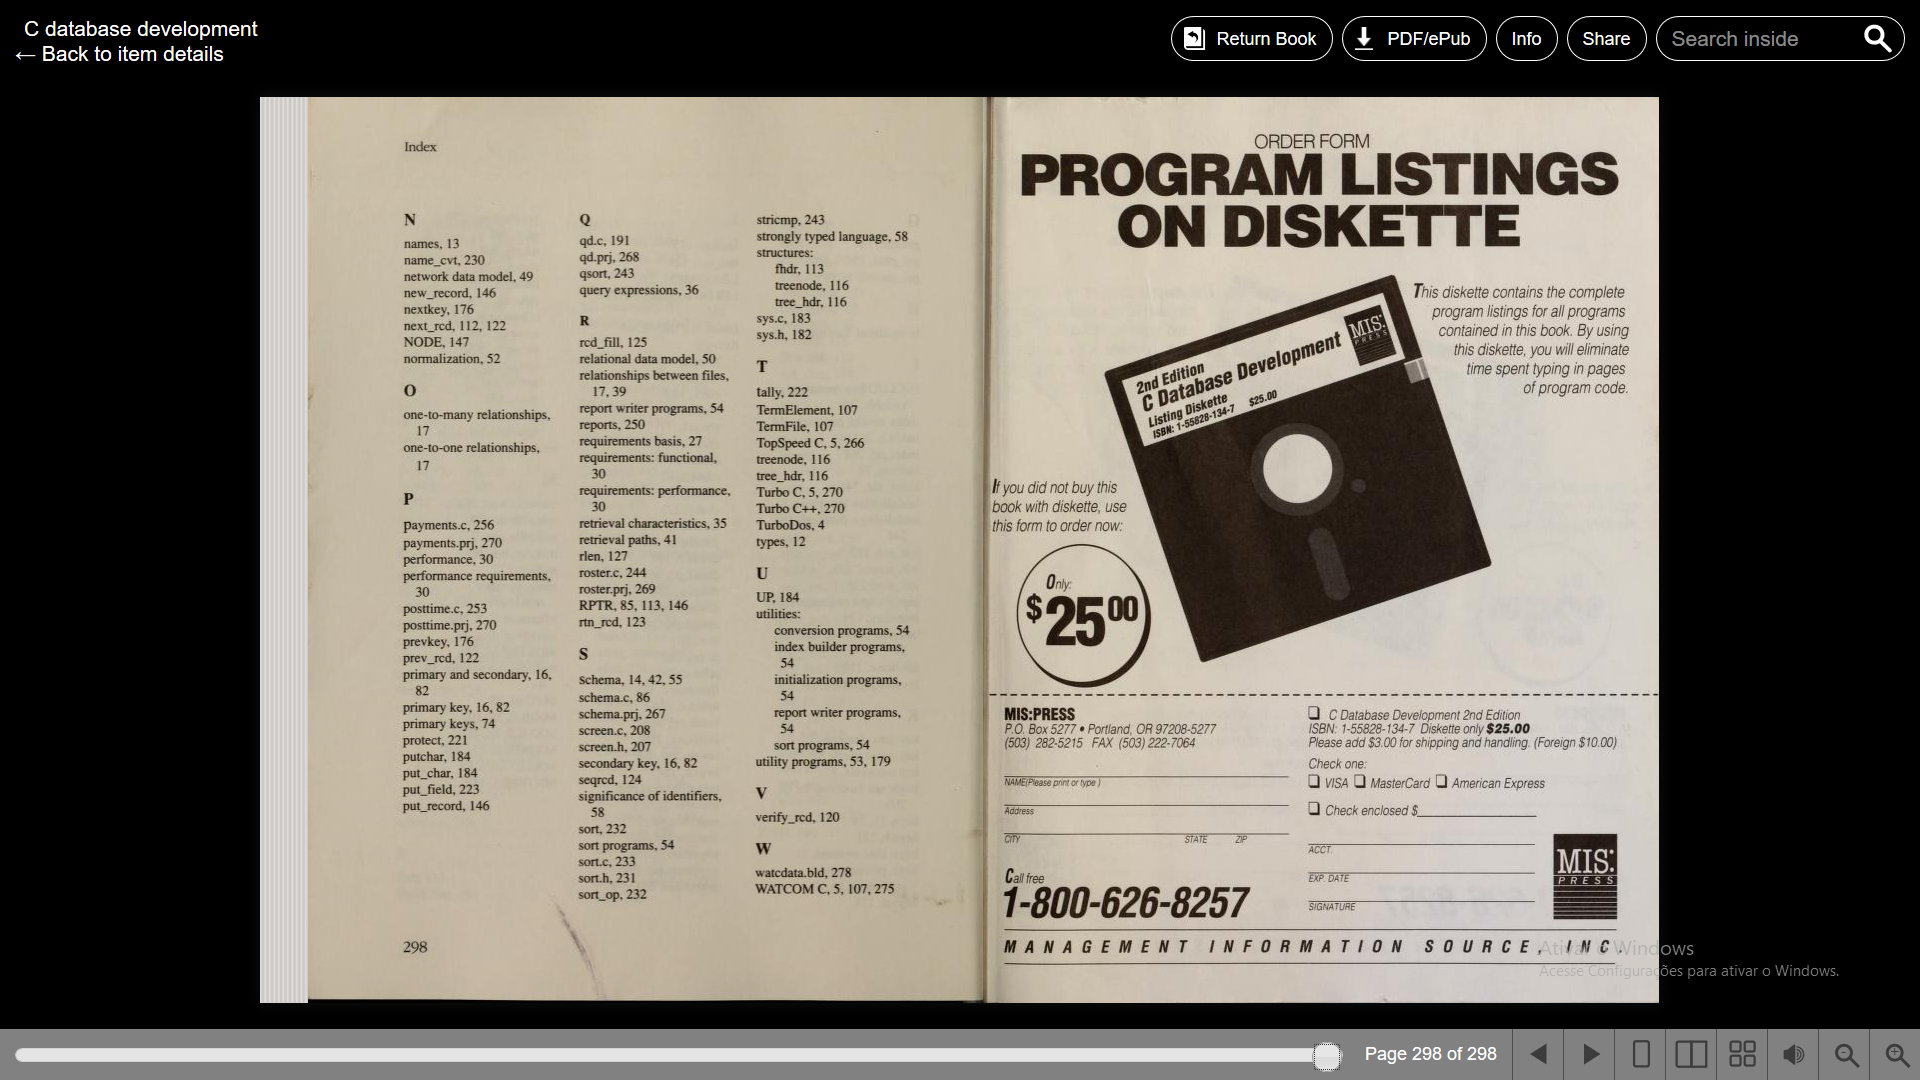 C database development
← Back to item details
Return Book
PDF/ePub
Info
Share
Search inside
Index
N
names, 13
name_cvt, 230
network data model, 49
new_record, 146
nextkey, 176
next_rcd, 112, 122
NODE, 147
normalization, 52
O
one-to-many relationships,
17
one-to-one relationships,
17
P
payments.c, 256
payments.prj, 270
performance, 30
performance requirements,
30
posttime.c, 253
posttime.prj, 270
prevkey, 176
prev_rcd, 122
primary and secondary, 16,
82
primary key, 16, 82
primary keys, 74
protect, 221
putchar, 184
put_char, 184
put_field, 223
put_record, 146
Q
qd.c, 191
qd.prj, 268
qsort, 243
query expressions, 36
R
rcd_fill, 125
relational data model, 50
relationships between files,
17, 39
report writer programs, 54
reports, 250
requirements basis, 27
requirements: functional,
30
requirements: performance,
30
retrieval characteristics, 35
retrieval paths, 41
rlen, 127
roster.c, 244
roster.prj, 269
RPTR, 85, 113, 146
rtn_rcd, 123
S
schema, 14, 42, 55
schema.c, 86
schema.prj, 267
screen.c, 208
screen.h, 207
secondary key, 16, 82
seqrcd, 124
significance of identifiers,
58
sort, 232
sort programs, 54
sort.c, 233
sort.h, 231
sort_op, 232
stricmp, 243
strongly typed language, 58
structures:
fhdr, 113
treenode, 116
tree_hdr, 116
sys.c, 183
sys.h, 182
T
tally, 222
TermElement, 107
TermFile, 107
TopSpeed C, 5, 266
treenode, 116
tree_hdr, 116
Turbo C, 5, 270
Turbo C++, 270
TurboDos, 4
types, 12
U
UP, 184
utilities:
conversion programs, 54
index builder programs,
54
initialization programs,
54
report writer programs,
54
sort programs, 54
utility programs, 53, 179
V
verify_rcd, 120
W
watcdata.bld, 278
WATCOM C, 5, 107, 275
298
ORDER FORM
PROGRAM LISTINGS
ON DISKETTE
This diskette contains the complete
program listings for all programs
contained in this book. By using
this diskette, you will eliminate
time spent typing in pages
of program code.
2nd Edition
C Database Development
Listing Diskette $25.00
ISBN: 1-55828-134-7
MIS:
PRESS
If you did not buy this
book with diskette, use
this form to order now:
Only:
$25.00
MIS:PRESS
P.O. Box 5277 • Portland, OR 97208-5277
(503) 282-5215 FAX (503) 222-7064
NAME(Please print or type )
Address
CITY STATE ZIP
Call free
1-800-626-8257
❏ C Database Development 2nd Edition
ISBN: 1-55828-134-7 Diskette only $25.00
Please add $3.00 for shipping and handling. (Foreign $10.00)
Check one:
❏ VISA ❏ MasterCard ❏ American Express
❏ Check enclosed $
ACCT.
EXP. DATE
SIGNATURE
MIS:
PRESS
MANAGEMENT INFORMATION SOURCE, INC.
Ativar o Windows
Acesse Configurações para ativar o Windows.
Page 298 of 298